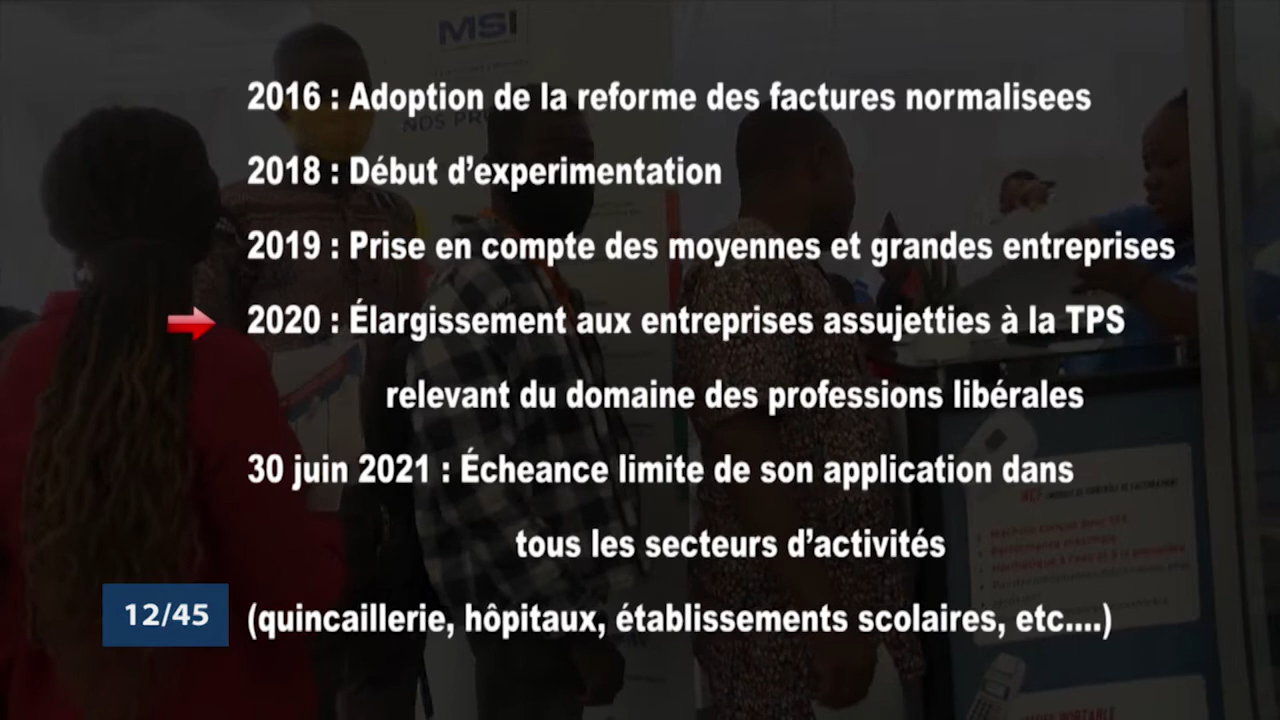 MSI
NOS PR
2016 : Adoption de la reforme des factures normalisees
2018 : Début d’experimentation
2019 : Prise en compte des moyennes et grandes entreprises
2020 : Élargissement aux entreprises assujetties à la TPS
relevant du domaine des professions libérales
30 juin 2021 : Écheance limite de son application dans
tous les secteurs d’activités
12/45
(quincaillerie, hôpitaux, établissements scolaires, etc....)